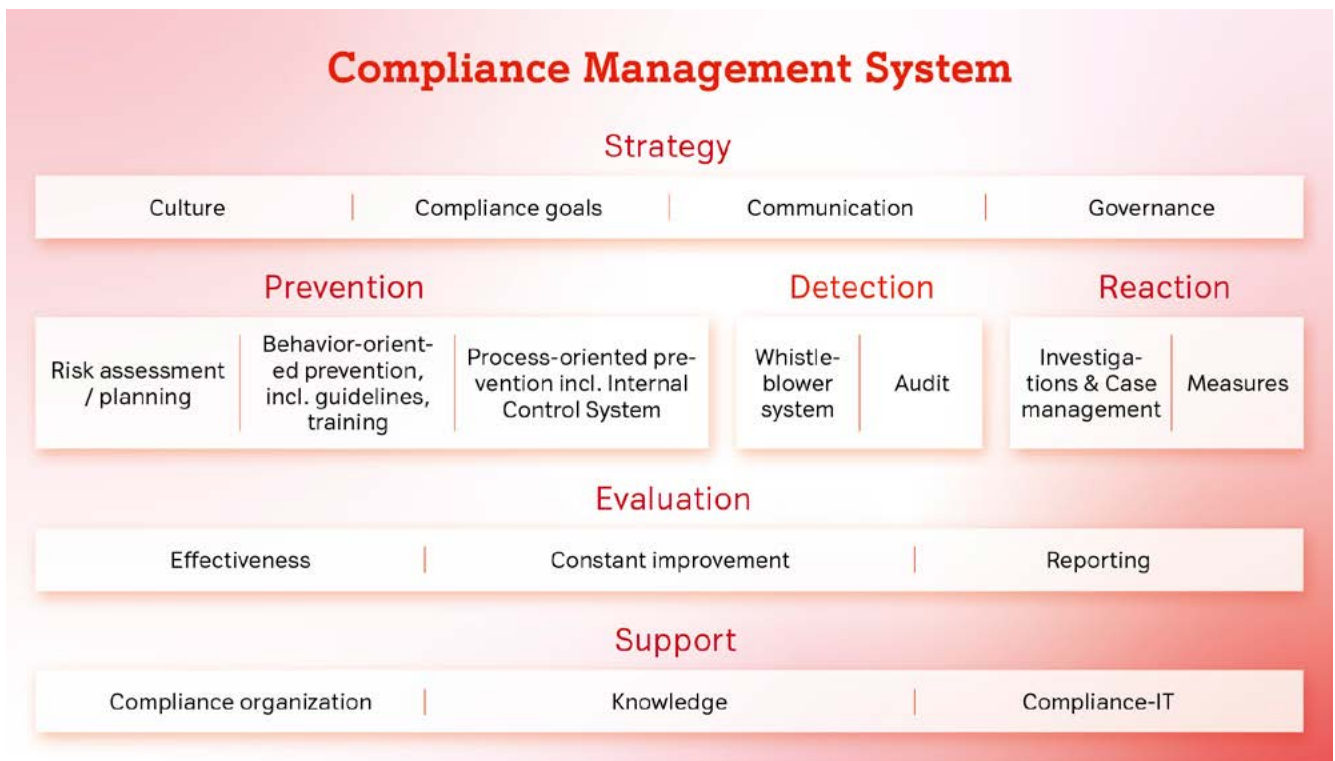 Compliance Management System
Strategy
Culture
Compliance goals
Communication
Governance
Prevention
Risk assessment
/ planning
Behavior-orient-
ed prevention,
incl. guidelines,
training
Process-oriented pre-
vention incl. Internal
Control System
Detection
Whistle-
blower
system
Audit
Reaction
Investiga-
tions & Case
management
Measures
Evaluation
Effectiveness
Constant improvement
Reporting
Support
Compliance organization
Knowledge
Compliance-IT